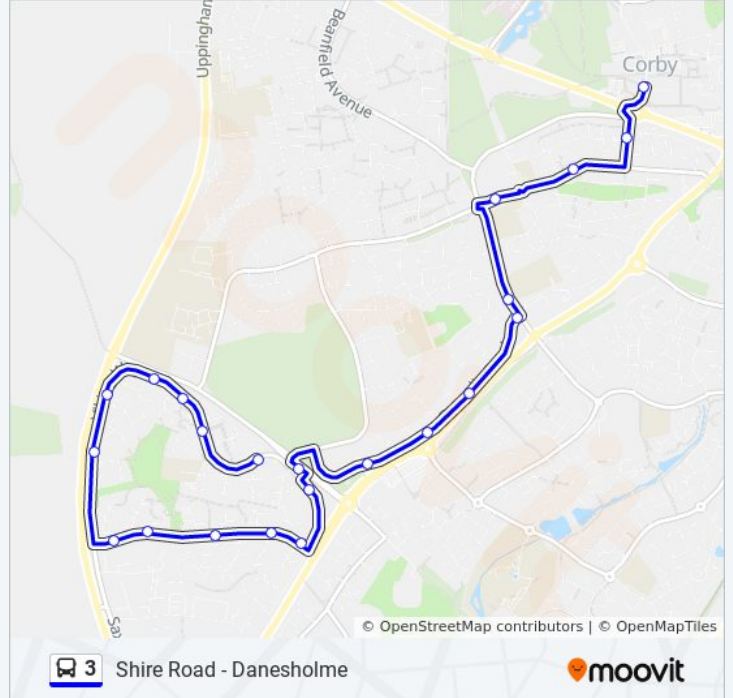 Uppingham
Beanfield Avenue
Corby
© OpenStreetMap contributors | © OpenMapTiles
3 Shire Road - Danesholme
moovit